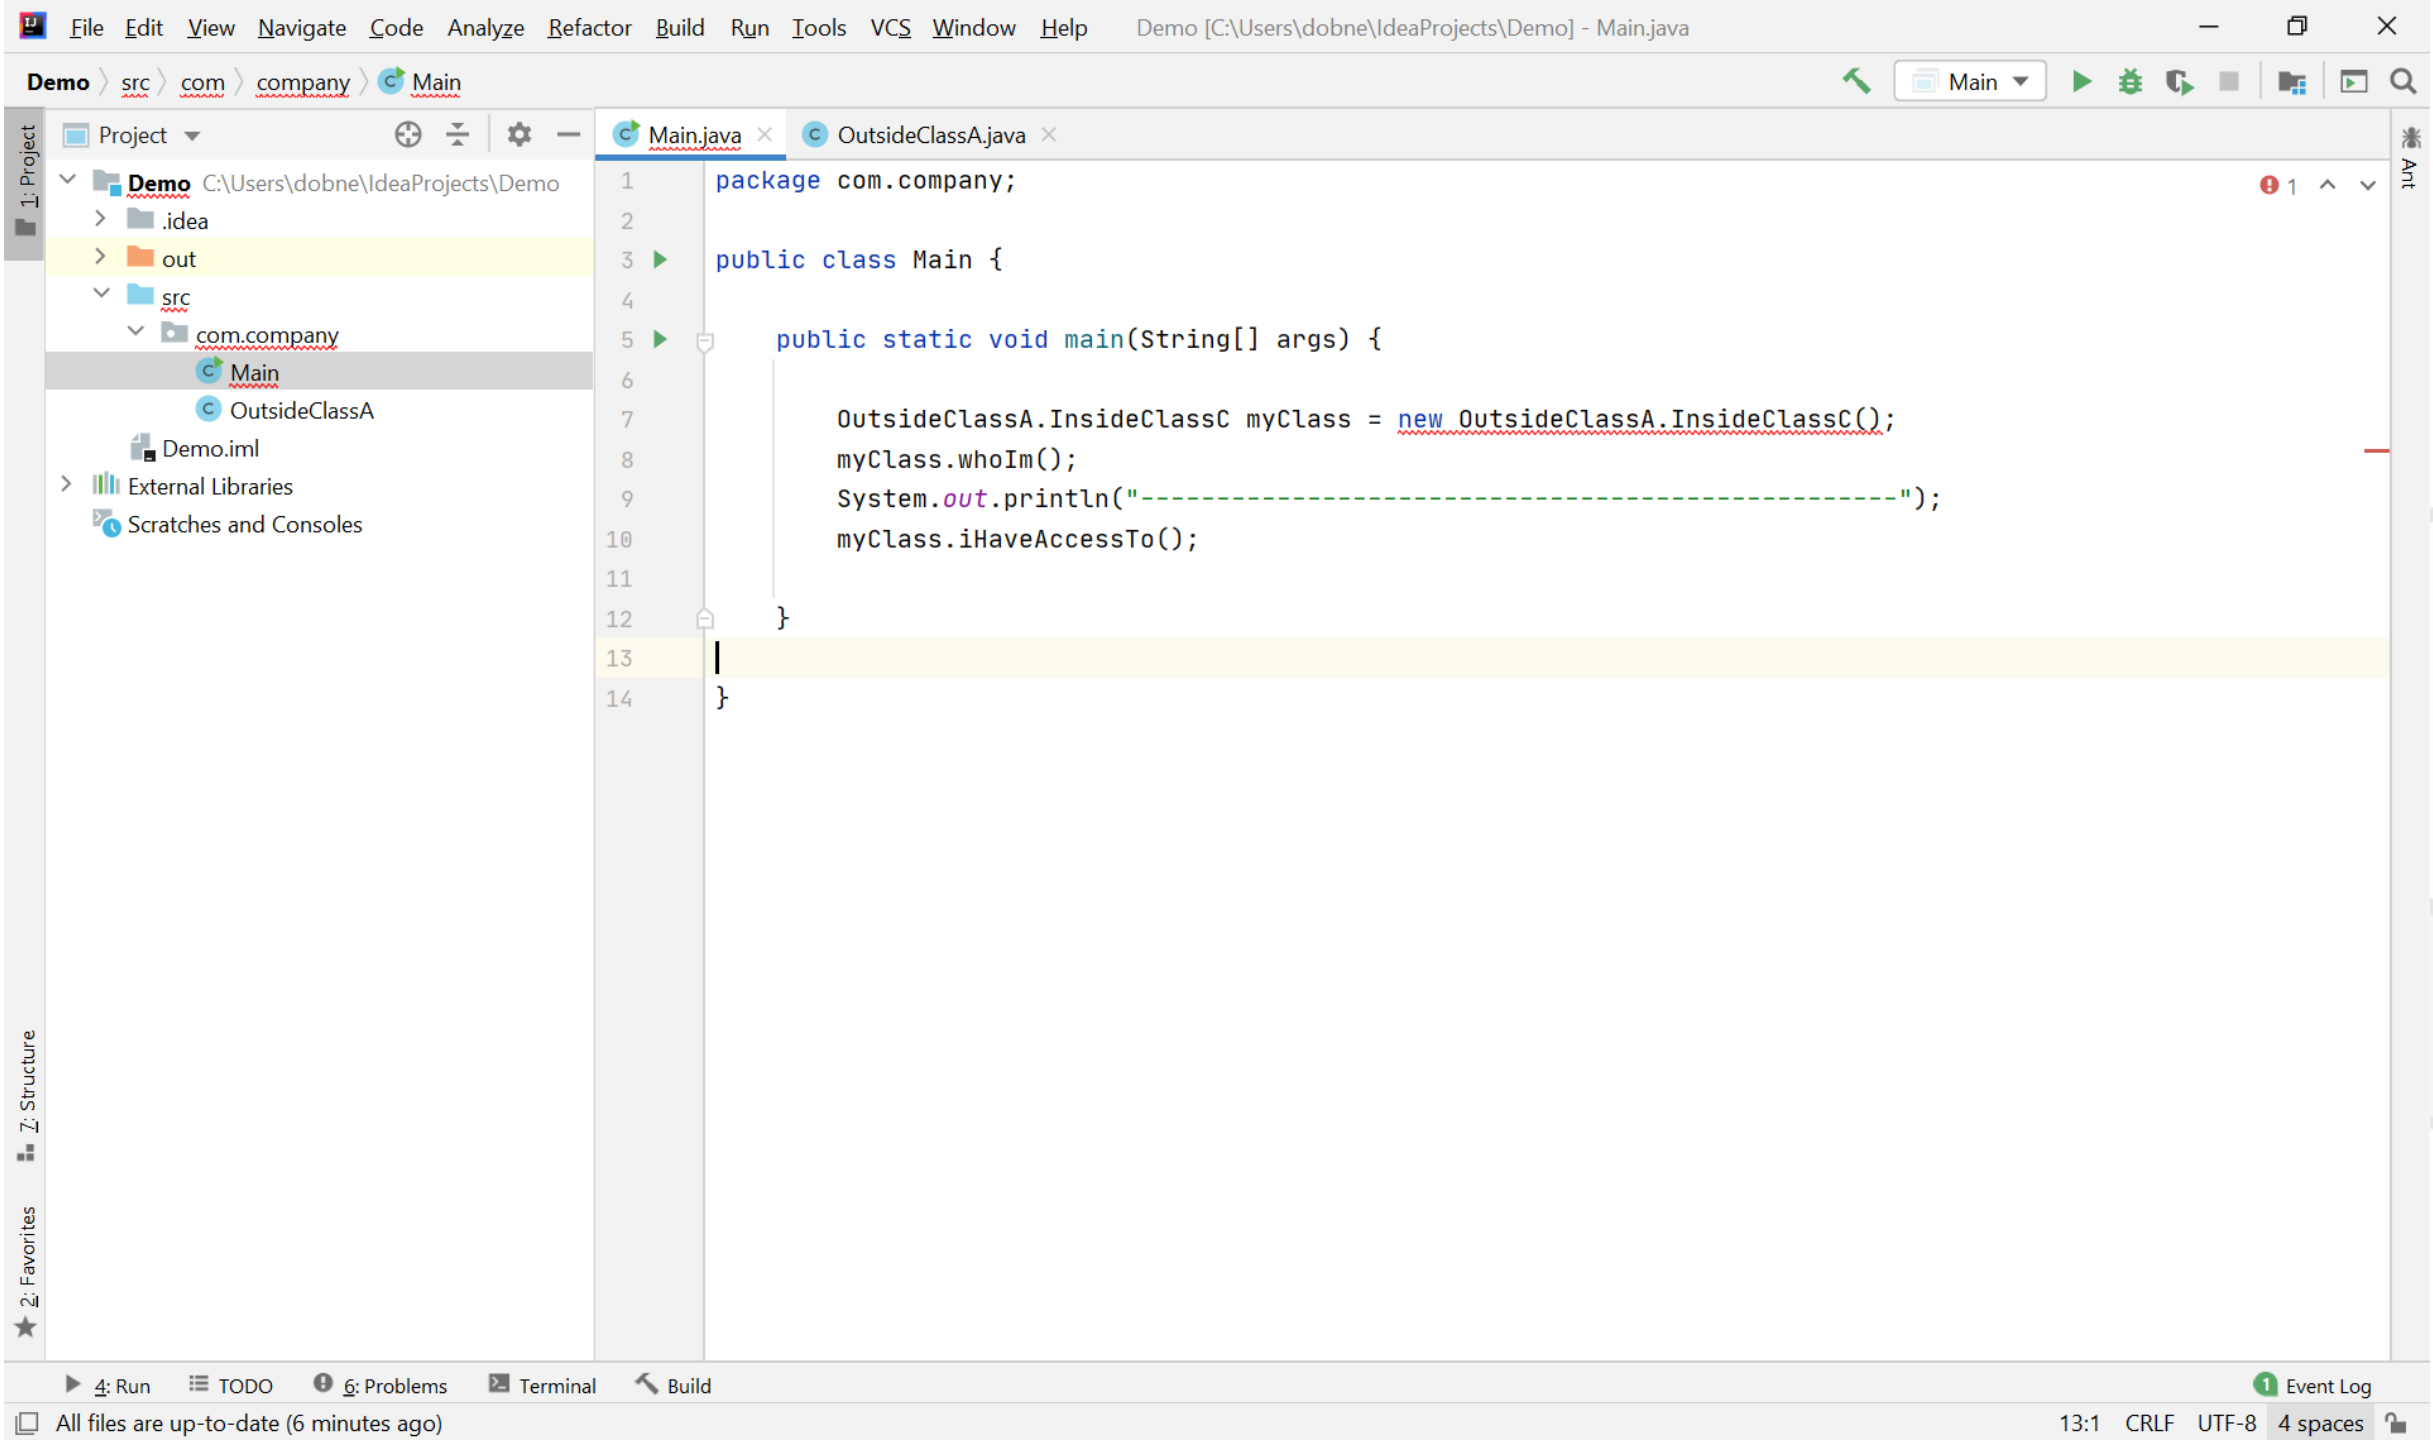 File Edit View Navigate Code Analyze Refactor Build Run Tools VCS Window Help Demo [C:\Users\dobne\IdeaProjects\Demo] - Main.java
Demo src com company Main Main
1: Project
Project
Main.java OutsideClassA.java
Ant
Demo C:\Users\dobne\IdeaProjects\Demo
.idea
out
src
com.company
Main
OutsideClassA
Demo.iml
External Libraries
Scratches and Consoles
1 package com.company;
1
2
3 public class Main {
4
5 public static void main(String[] args) {
6
7 OutsideClassA.InsideClassC myClass = new OutsideClassA.InsideClassC();
8 myClass.whoIm();
9 System.out.println("--------------------------------------------------");
10 myClass.iHaveAccessTo();
11
12 }
13
14 }
7: Structure
2: Favorites
4: Run TODO 6: Problems Terminal Build 1 Event Log
All files are up-to-date (6 minutes ago) 13:1 CRLF UTF-8 4 spaces